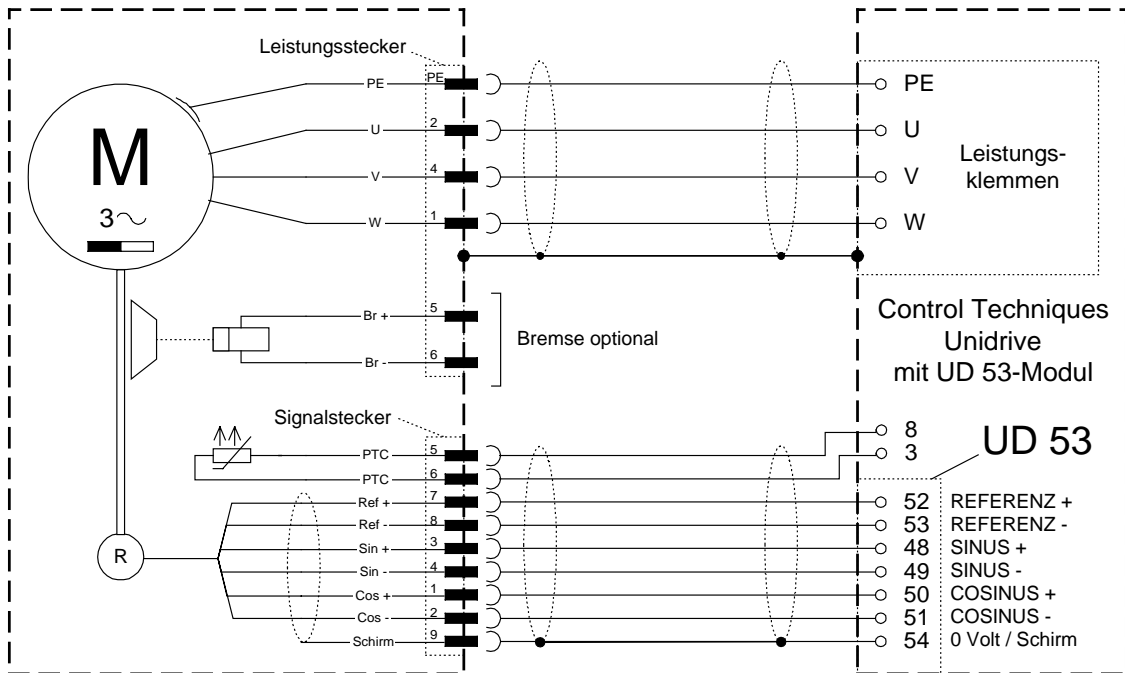 Leistungsstecker
PE PE PE
M U 2 U
3 V 4 V
W 1 W
Leistungs-
klemmen
Br + 5
Br - 6
Bremse optional
Control Techniques
Unidrive
mit UD 53-Modul
Signalstecker
PTC 5 8
PTC 6 3
UD 53
Ref + 7 52 REFERENZ +
Ref - 8 53 REFERENZ -
Sin + 3 48 SINUS +
R
Sin - 4 49 SINUS -
Cos + 1 50 COSINUS +
Cos - 2 51 COSINUS -
Schirm 9 54 0 Volt / Schirm